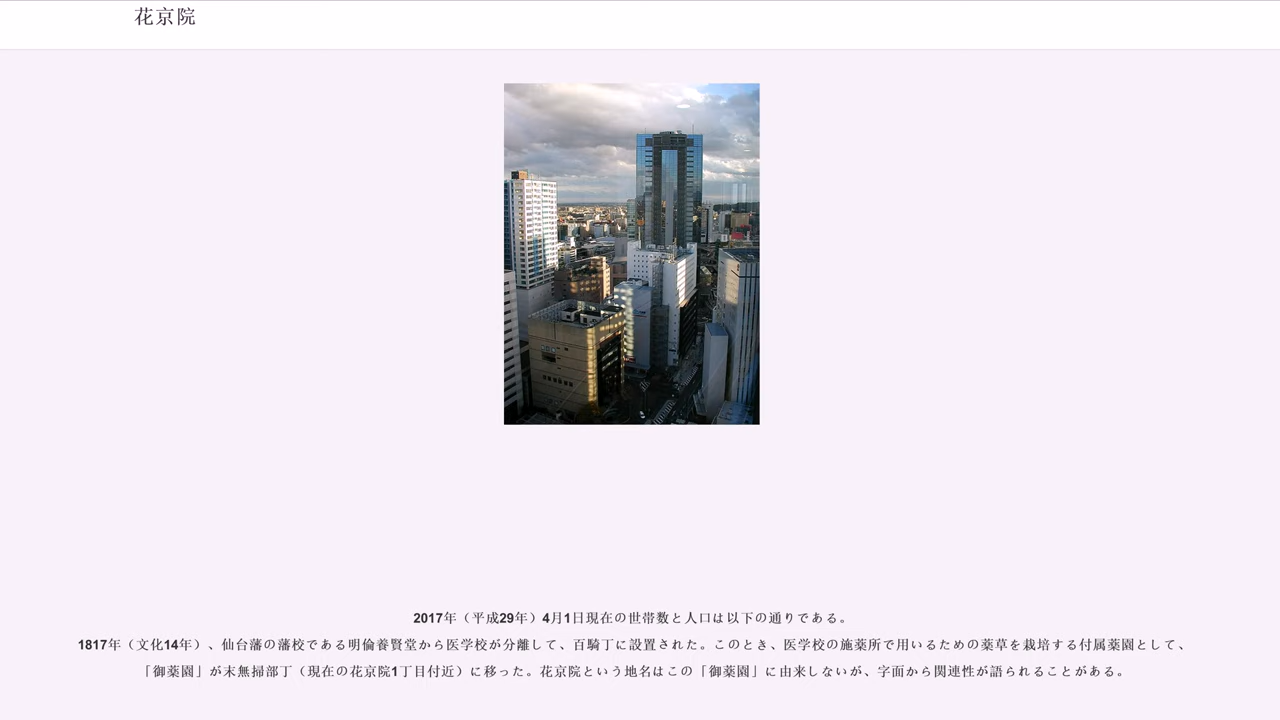 花京院
2017年（平成29年）4月1日現在の世帯数と人口は以下の通りである。
1817年（文化14年）、仙台藩の藩校である明倫養賢堂から医学校が分離して、百騎丁に設置された。このとき、医学校の施薬所で用いるための薬草を栽培する付属薬園として、
「御薬園」が末無掃部丁（現在の花京院1丁目付近）に移った。花京院という地名はこの「御薬園」に由来しないが、字面から関連性が語られることがある。